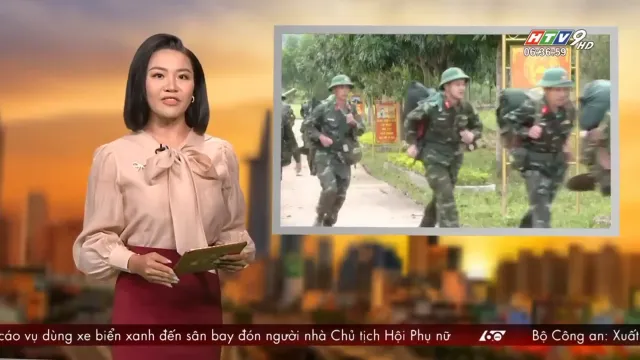 HTV9 HD
06:36:59
cáo vụ dùng xe biển xanh đến sân bay đón người nhà Chủ tịch Hội Phụ nữ
60
Bộ Công an: Xuất